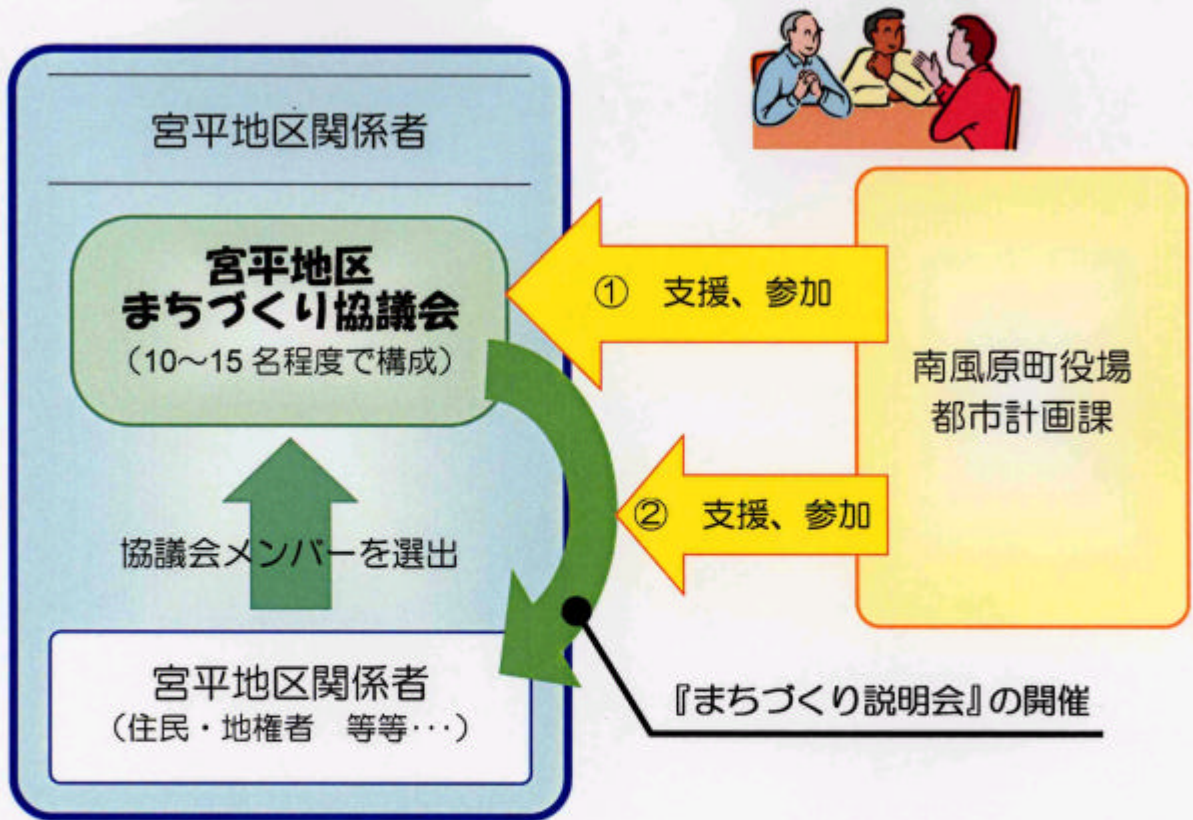 宮平地区関係者
宮平地区
まちづくり協議会
（10～15 名程度で構成）
① 支援、参加
南風原町役場
都市計画課
② 支援、参加
協議会メンバーを選出
宮平地区関係者
（住民・地権者　等等･･･）
『まちづくり説明会』の開催